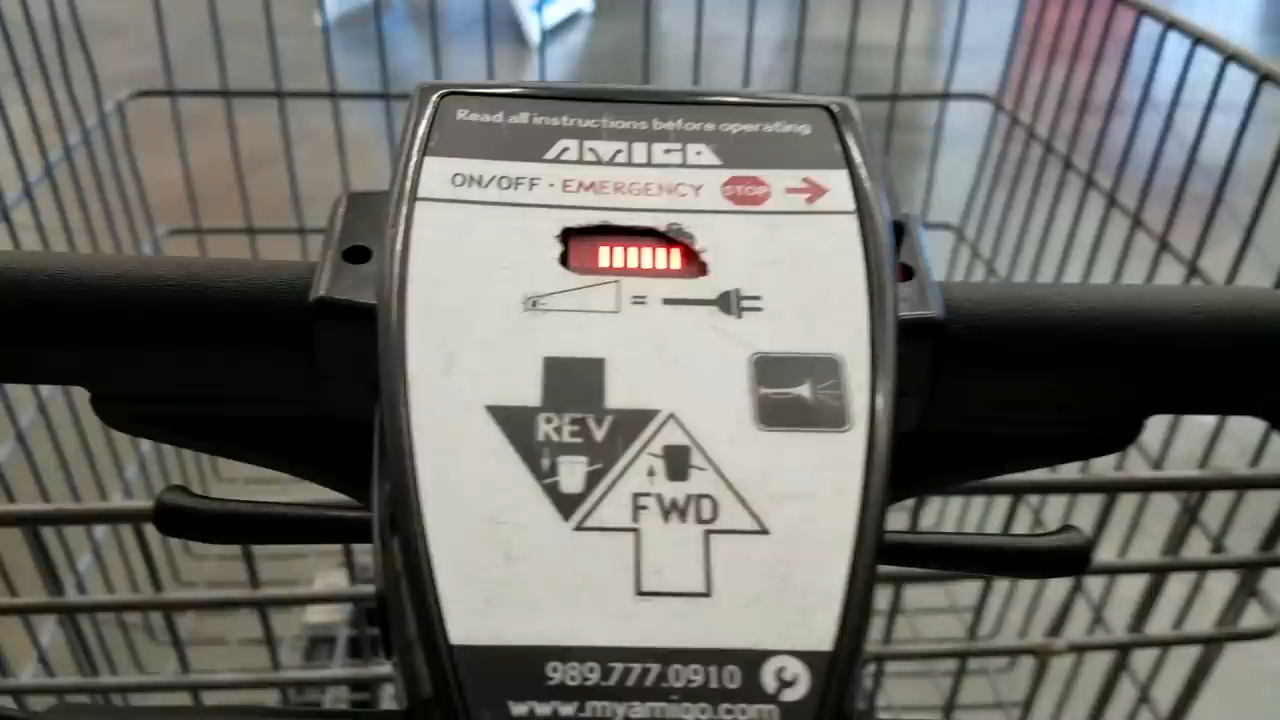 Read all instructions before operating
AMIGO
ON/OFF · EMERGENCY STOP
REV
FWD
989.777.0910
www.myamigo.com